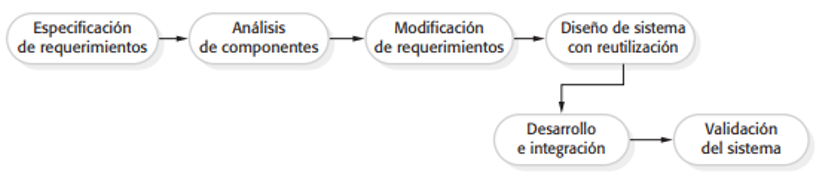 Especificación
de requerimientos
Análisis
de componentes
Modificación
de requerimientos
Diseño de sistema
con reutilización
Desarrollo
e integración
Validación
del sistema